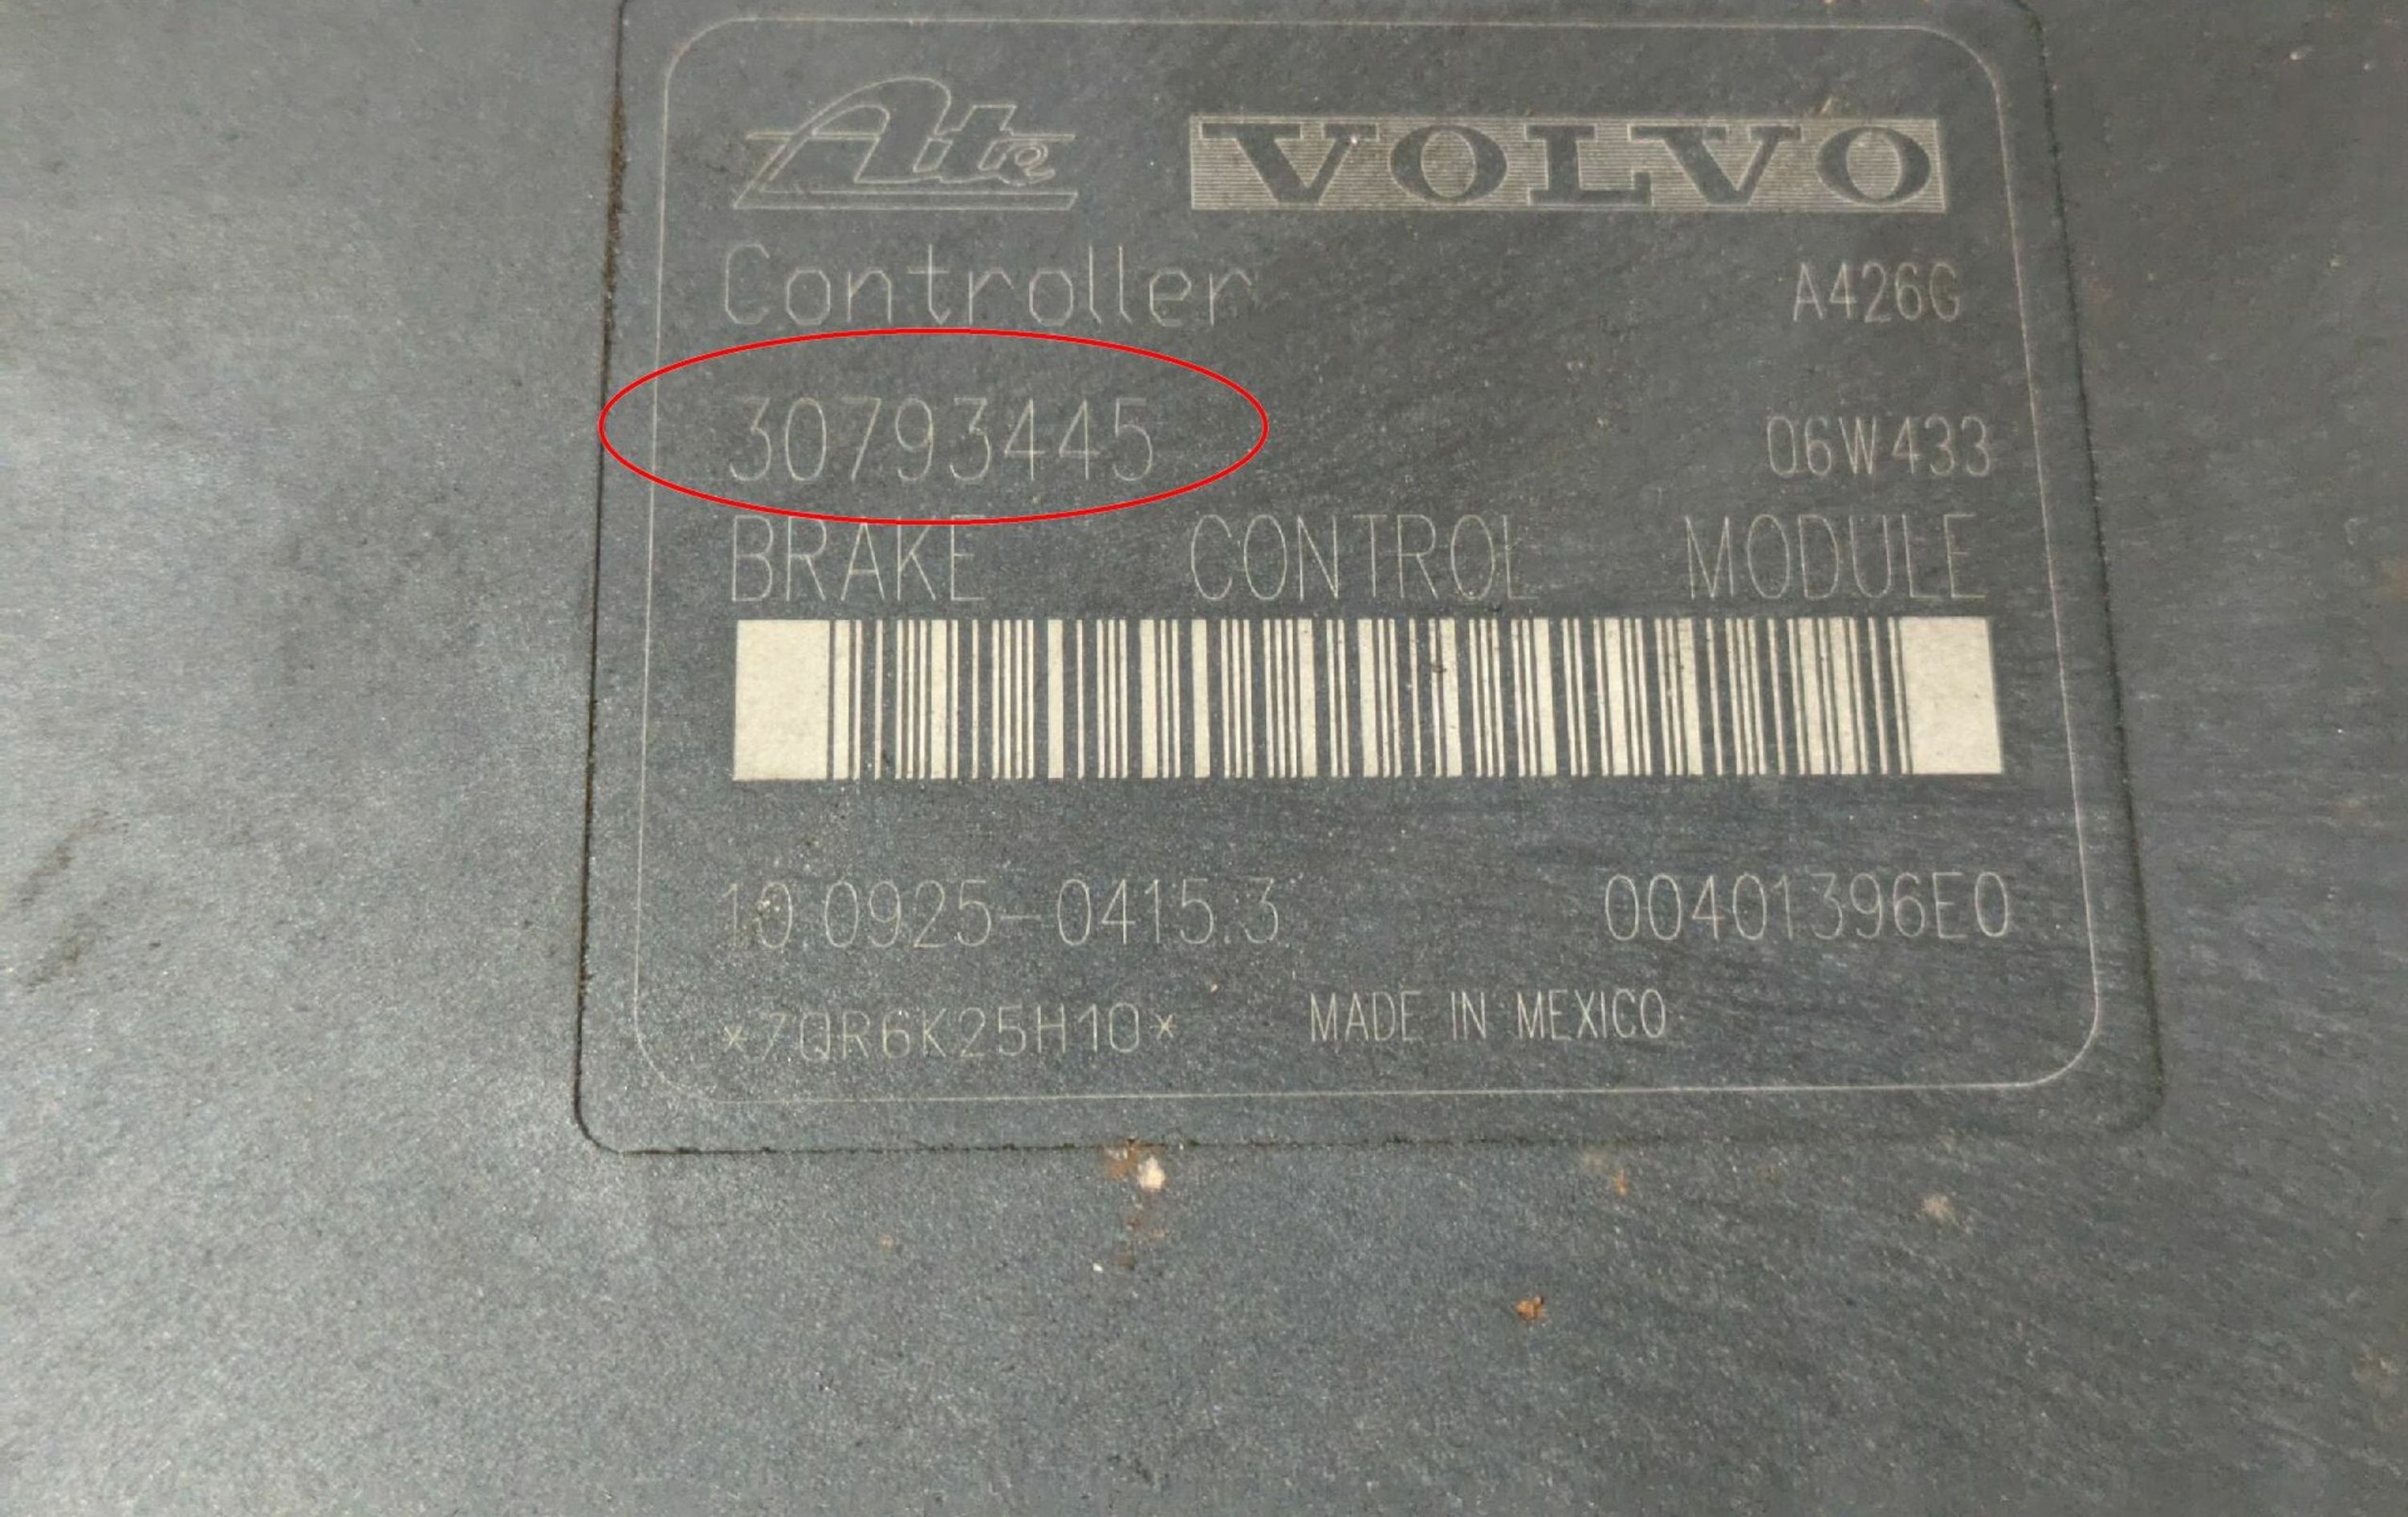 Ate VOLVO
Controller A426G
30793445 06W433
BRAKE CONTROL MODULE
10.0925-0415.3 00401396E0
*7QR6K25H10* MADE IN MEXICO